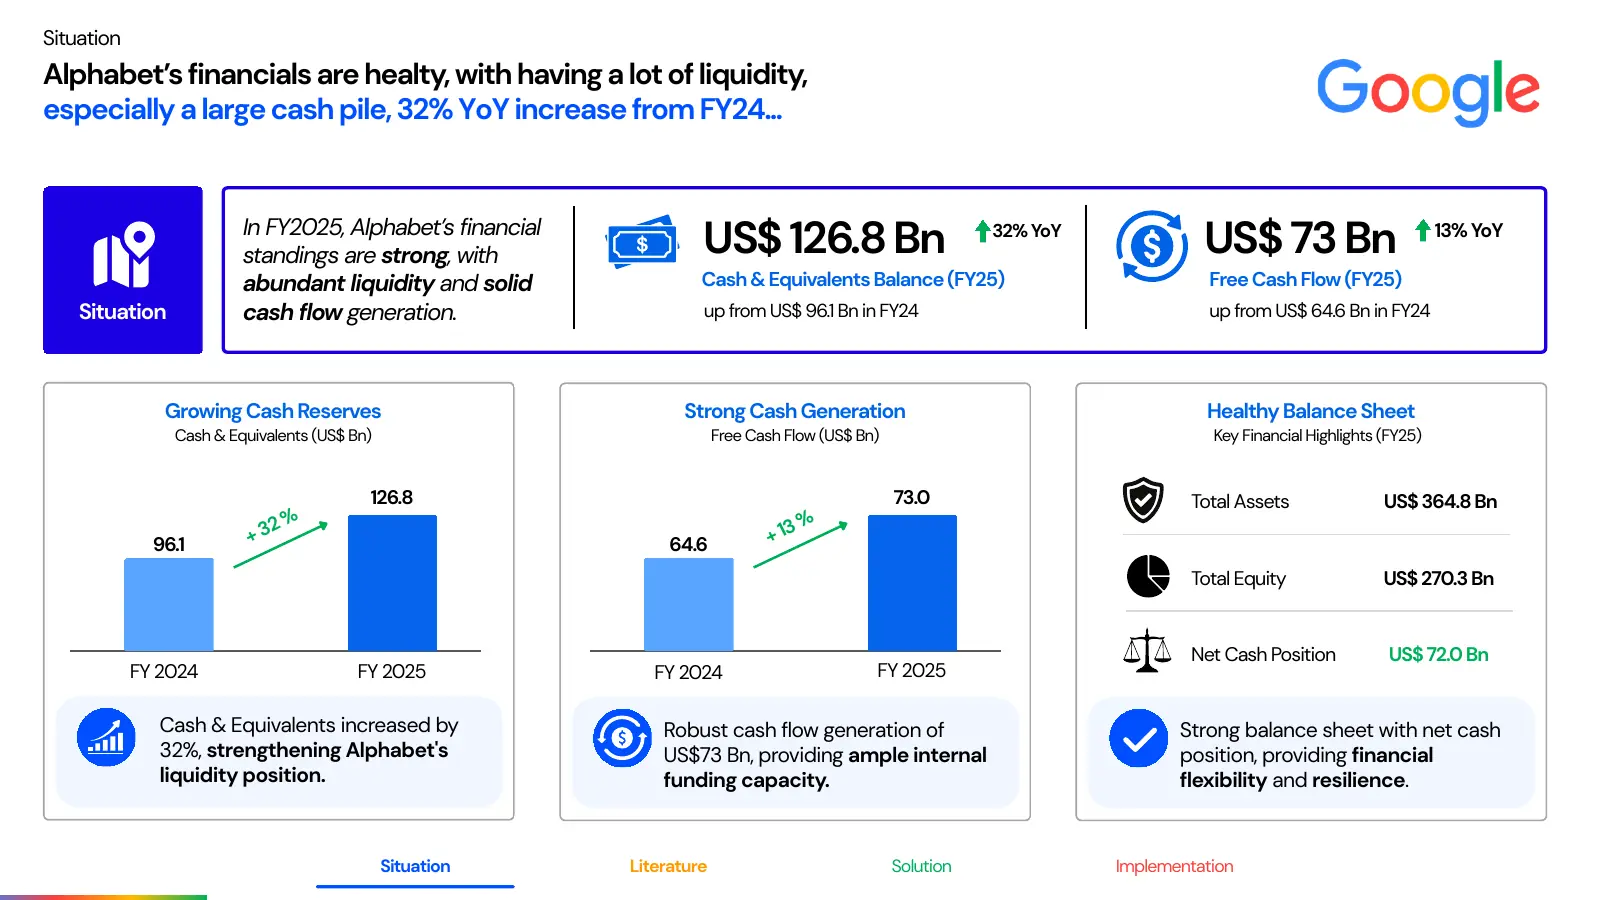 Situation
Alphabet’s financials are healty, with having a lot of liquidity,
especially a large cash pile, 32% YoY increase from FY24...
Google
Situation
In FY2025, Alphabet’s financial
standings are strong, with
abundant liquidity and solid
cash flow generation.
$
US$ 126.8 Bn
32% YoY
Cash & Equivalents Balance (FY25)
up from US$ 96.1 Bn in FY24
$
US$ 73 Bn
13% YoY
Free Cash Flow (FY25)
up from US$ 64.6 Bn in FY24
Growing Cash Reserves
Cash & Equivalents (US$ Bn)
96.1
+ 32 %
126.8
FY 2024
FY 2025
Cash & Equivalents increased by
32%, strengthening Alphabet's
liquidity position.
Strong Cash Generation
Free Cash Flow (US$ Bn)
64.6
+ 13 %
73.0
FY 2024
FY 2025
$
Robust cash flow generation of
US$73 Bn, providing ample internal
funding capacity.
Healthy Balance Sheet
Key Financial Highlights (FY25)
Total Assets US$ 364.8 Bn
Total Equity US$ 270.3 Bn
Net Cash Position US$ 72.0 Bn
Strong balance sheet with net cash
position, providing financial
flexibility and resilience.
Situation Literature Solution Implementation